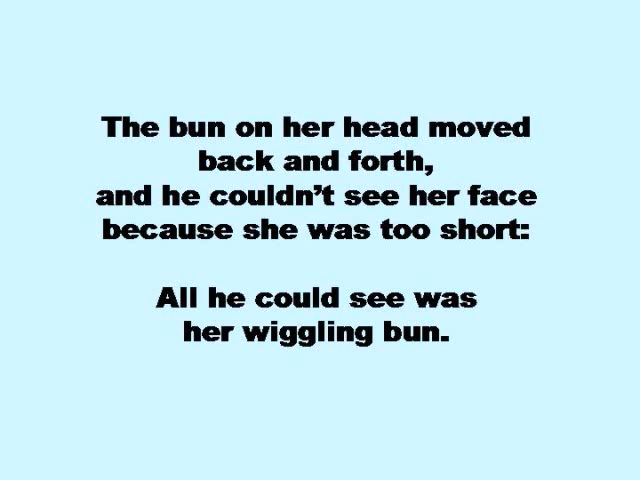 The bun on her head moved
back and forth,
and he couldn’t see her face
because she was too short:
All he could see was
her wiggling bun.